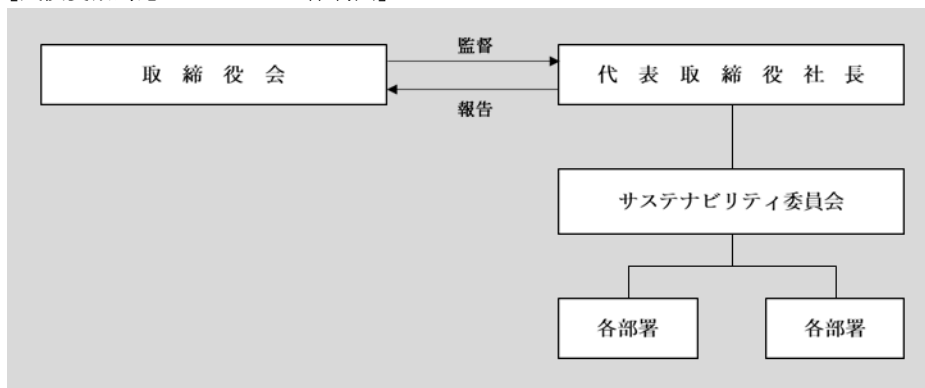 監督
取締役会
代表取締役社長
報告
サステナビリティ委員会
各部署
各部署